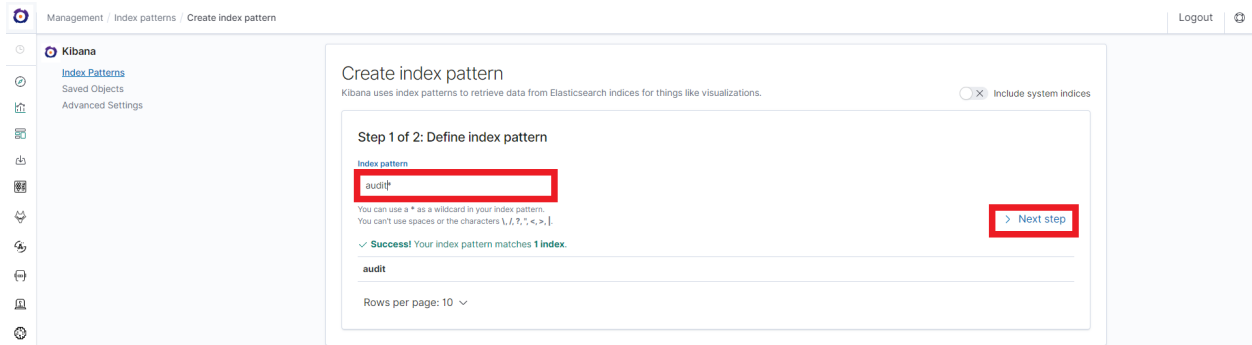 Management / Index patterns / Create index pattern
Logout
Kibana
Index Patterns
Saved Objects
Advanced Settings
Create index pattern
Kibana uses index patterns to retrieve data from Elasticsearch indices for things like visualizations.
Include system indices
Step 1 of 2: Define index pattern
Index pattern
audit*
You can use a * as a wildcard in your index pattern.
You can't use spaces or the characters \, /, ?, ", <, >, |.
> Next step
✓ Success! Your index pattern matches 1 index.
audit
Rows per page: 10